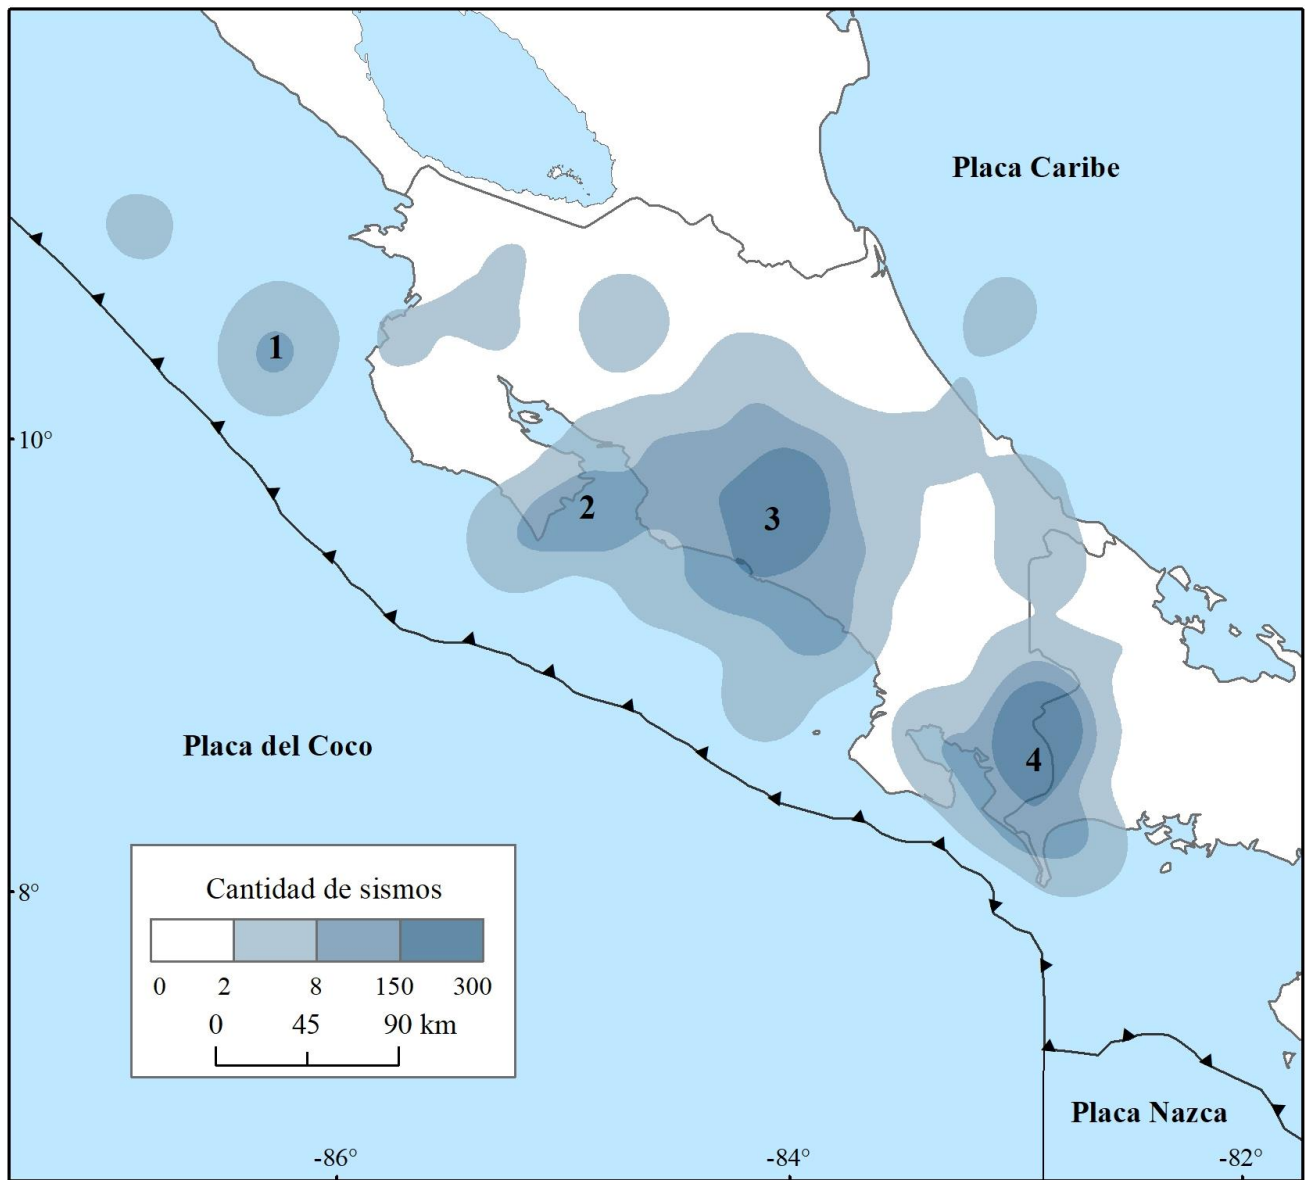 Placa Caribe
1
10°
2
3
Placa del Coco
4
8°
Cantidad de sismos
0 2 8 150 300
0 45 90 km
Placa Nazca
-86° -84° -82°